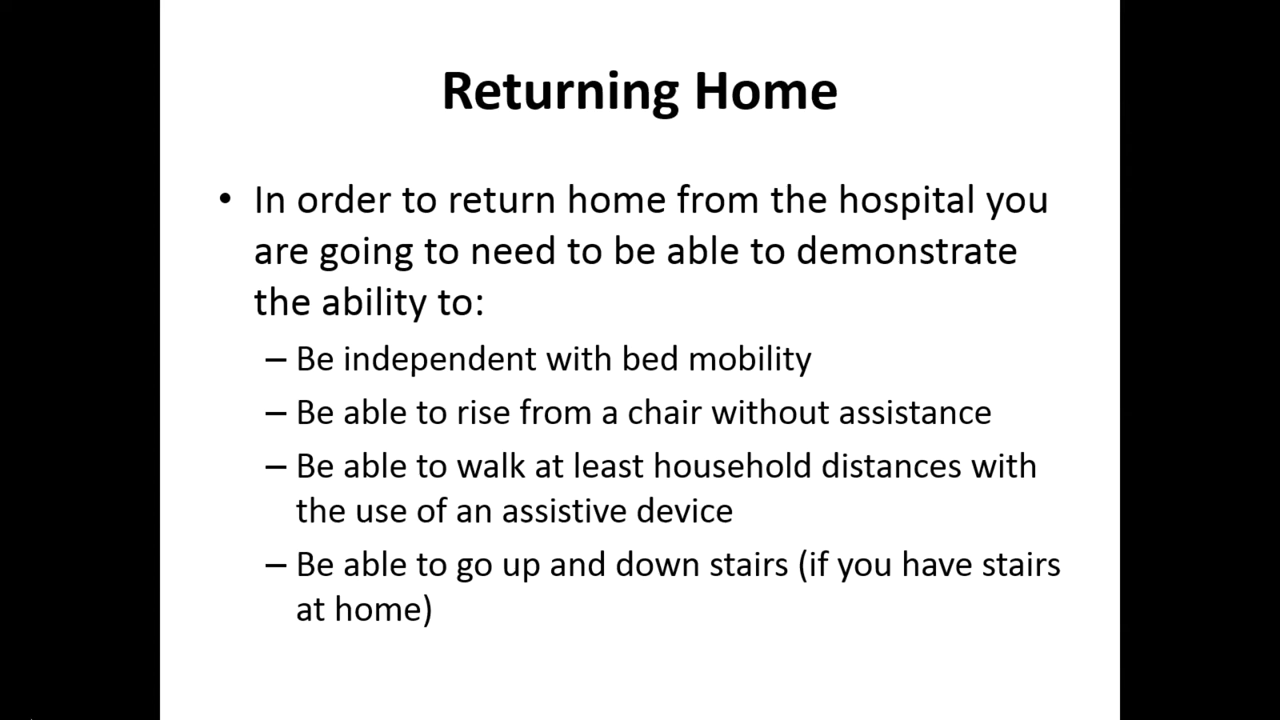 Returning Home
• In order to return home from the hospital you
are going to need to be able to demonstrate
the ability to:
– Be independent with bed mobility
– Be able to rise from a chair without assistance
– Be able to walk at least household distances with
the use of an assistive device
– Be able to go up and down stairs (if you have stairs
at home)